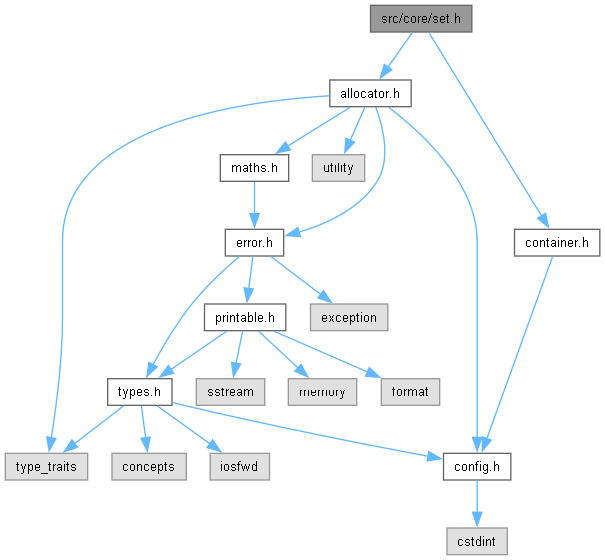 src/core/set.h
allocator.h
maths.h
utility
error.h
container.h
printable.h
exception
types.h
sstream
memory
format
type_traits
concepts
iosfwd
config.h
cstdint